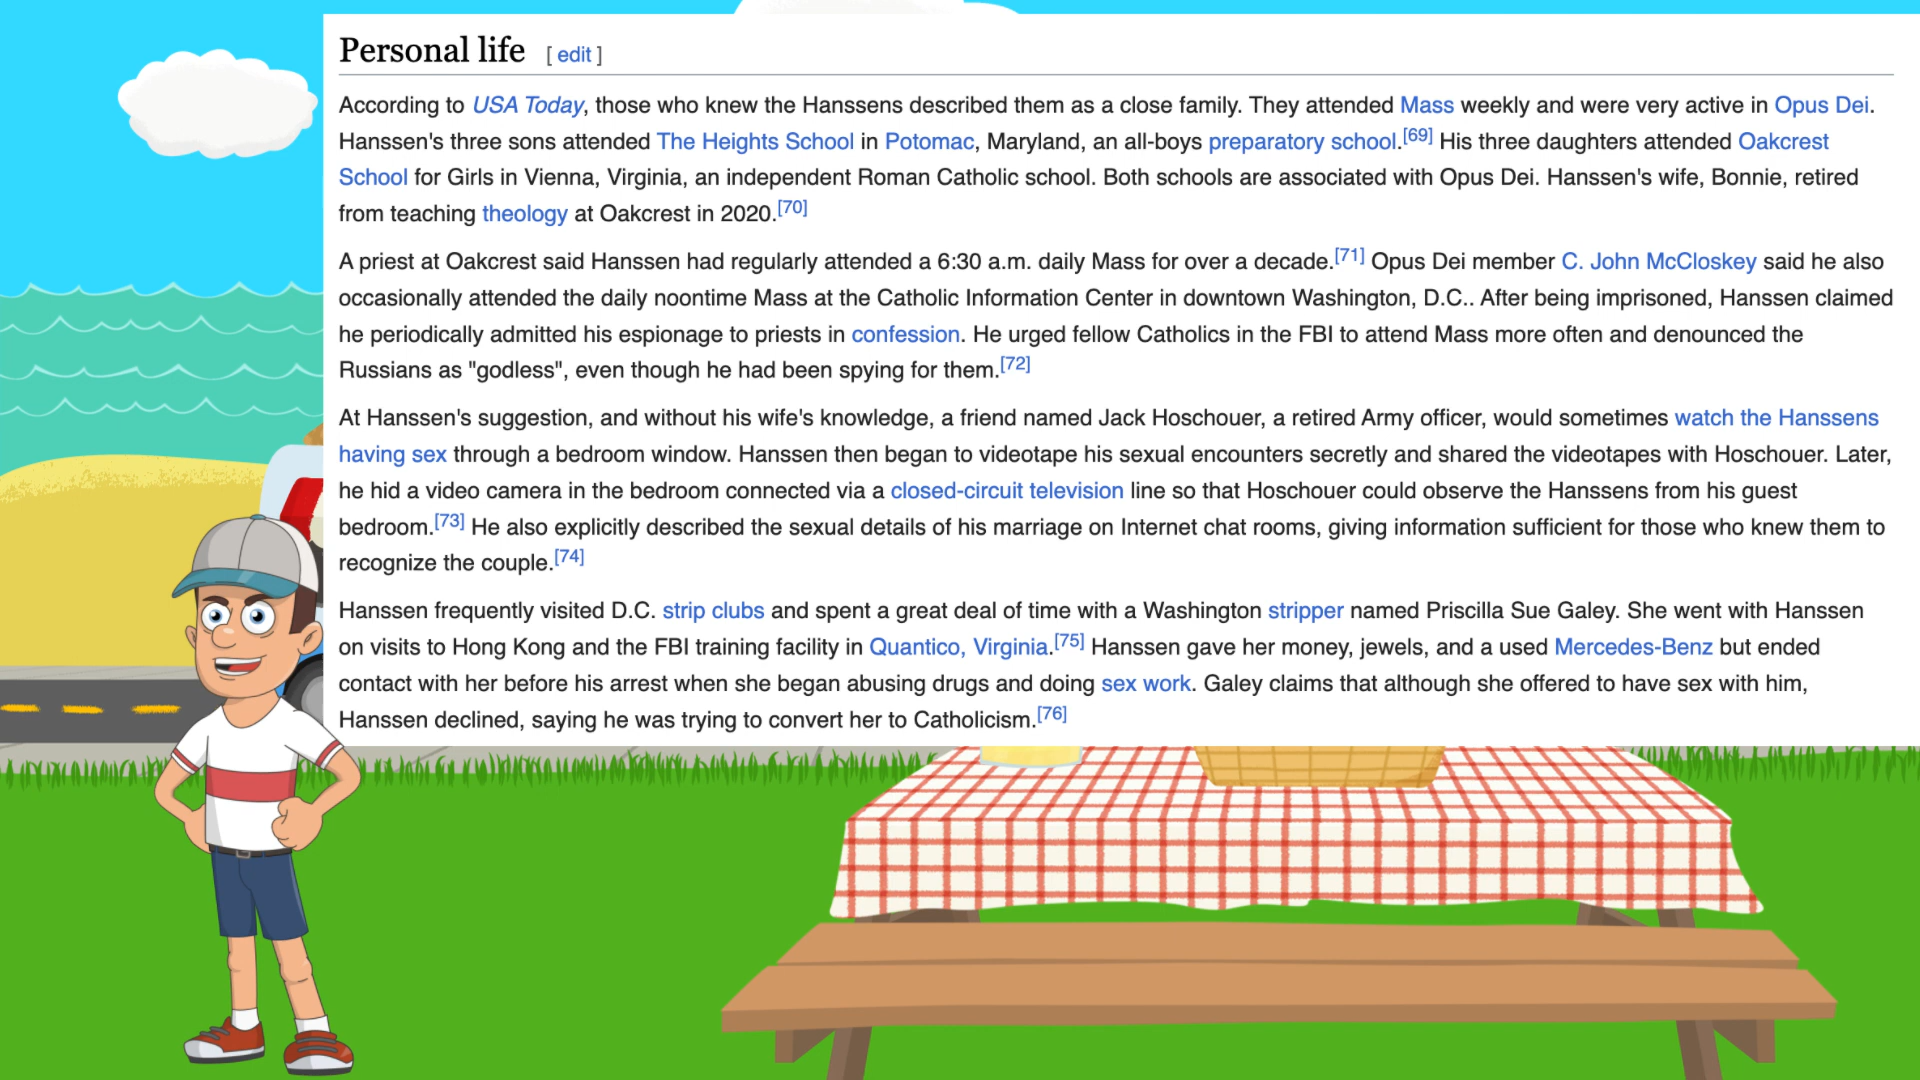 Personal life [ edit ]
According to USA Today, those who knew the Hanssens described them as a close family. They attended Mass weekly and were very active in Opus Dei.
Hanssen's three sons attended The Heights School in Potomac, Maryland, an all-boys preparatory school.[69] His three daughters attended Oakcrest
School for Girls in Vienna, Virginia, an independent Roman Catholic school. Both schools are associated with Opus Dei. Hanssen's wife, Bonnie, retired
from teaching theology at Oakcrest in 2020.[70]
A priest at Oakcrest said Hanssen had regularly attended a 6:30 a.m. daily Mass for over a decade.[71] Opus Dei member C. John McCloskey said he also
occasionally attended the daily noontime Mass at the Catholic Information Center in downtown Washington, D.C.. After being imprisoned, Hanssen claimed
he periodically admitted his espionage to priests in confession. He urged fellow Catholics in the FBI to attend Mass more often and denounced the
Russians as "godless", even though he had been spying for them.[72]
At Hanssen's suggestion, and without his wife's knowledge, a friend named Jack Hoschouer, a retired Army officer, would sometimes watch the Hanssens
having sex through a bedroom window. Hanssen then began to videotape his sexual encounters secretly and shared the videotapes with Hoschouer. Later,
he hid a video camera in the bedroom connected via a closed-circuit television line so that Hoschouer could observe the Hanssens from his guest
bedroom.[73] He also explicitly described the sexual details of his marriage on Internet chat rooms, giving information sufficient for those who knew them to
recognize the couple.[74]
Hanssen frequently visited D.C. strip clubs and spent a great deal of time with a Washington stripper named Priscilla Sue Galey. She went with Hanssen
on visits to Hong Kong and the FBI training facility in Quantico, Virginia.[75] Hanssen gave her money, jewels, and a used Mercedes-Benz but ended
contact with her before his arrest when she began abusing drugs and doing sex work. Galey claims that although she offered to have sex with him,
Hanssen declined, saying he was trying to convert her to Catholicism.[76]